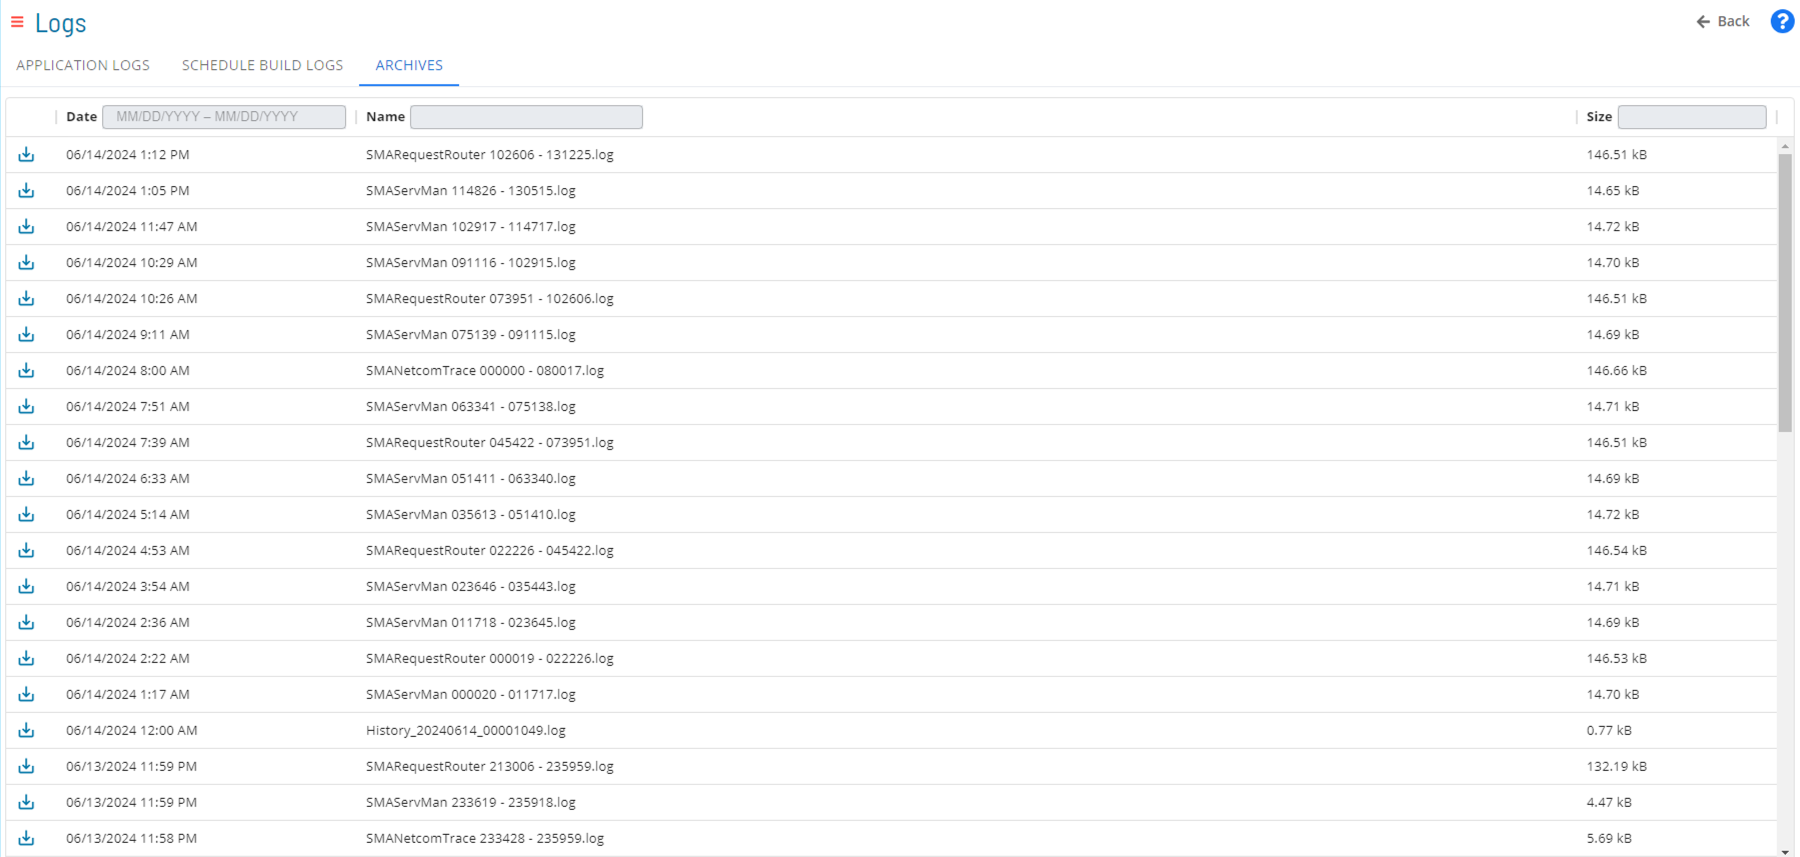 Logs
Back
APPLICATION LOGS SCHEDULE BUILD LOGS ARCHIVES
Date MM/DD/YYYY – MM/DD/YYYY Name Size
06/14/2024 1:12 PM SMARequestRouter 102606 - 131225.log 146.51 kB
06/14/2024 1:05 PM SMAServMan 114826 - 130515.log 14.65 kB
06/14/2024 11:47 AM SMAServMan 102917 - 114717.log 14.72 kB
06/14/2024 10:29 AM SMAServMan 091116 - 102915.log 14.70 kB
06/14/2024 10:26 AM SMARequestRouter 073951 - 102606.log 146.51 kB
06/14/2024 9:11 AM SMAServMan 075139 - 091115.log 14.69 kB
06/14/2024 8:00 AM SMANetcomTrace 000000 - 080017.log 146.66 kB
06/14/2024 7:51 AM SMAServMan 063341 - 075138.log 14.71 kB
06/14/2024 7:39 AM SMARequestRouter 045422 - 073951.log 146.51 kB
06/14/2024 6:33 AM SMAServMan 051411 - 063340.log 14.69 kB
06/14/2024 5:14 AM SMAServMan 035613 - 051410.log 14.72 kB
06/14/2024 4:53 AM SMARequestRouter 022226 - 045422.log 146.54 kB
06/14/2024 3:54 AM SMAServMan 023646 - 035443.log 14.71 kB
06/14/2024 2:36 AM SMAServMan 011718 - 023645.log 14.69 kB
06/14/2024 2:22 AM SMARequestRouter 000019 - 022226.log 146.53 kB
06/14/2024 1:17 AM SMAServMan 000020 - 011717.log 14.70 kB
06/14/2024 12:00 AM History_20240614_00001049.log 0.77 kB
06/13/2024 11:59 PM SMARequestRouter 213006 - 235959.log 132.19 kB
06/13/2024 11:59 PM SMAServMan 233619 - 235918.log 4.47 kB
06/13/2024 11:58 PM SMANetcomTrace 233428 - 235959.log 5.69 kB